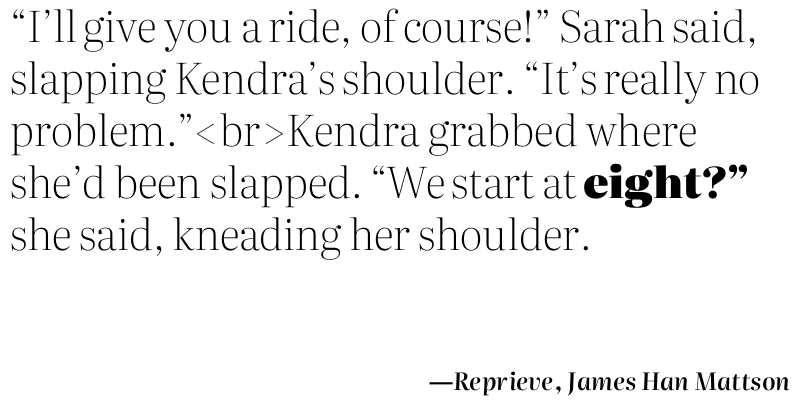 “I’ll give you a ride, of course!” Sarah said,
slapping Kendra’s shoulder. “It’s really no
problem.”<br>Kendra grabbed where
she’d been slapped. “We start at eight?”
she said, kneading her shoulder.
—Reprieve, James Han Mattson